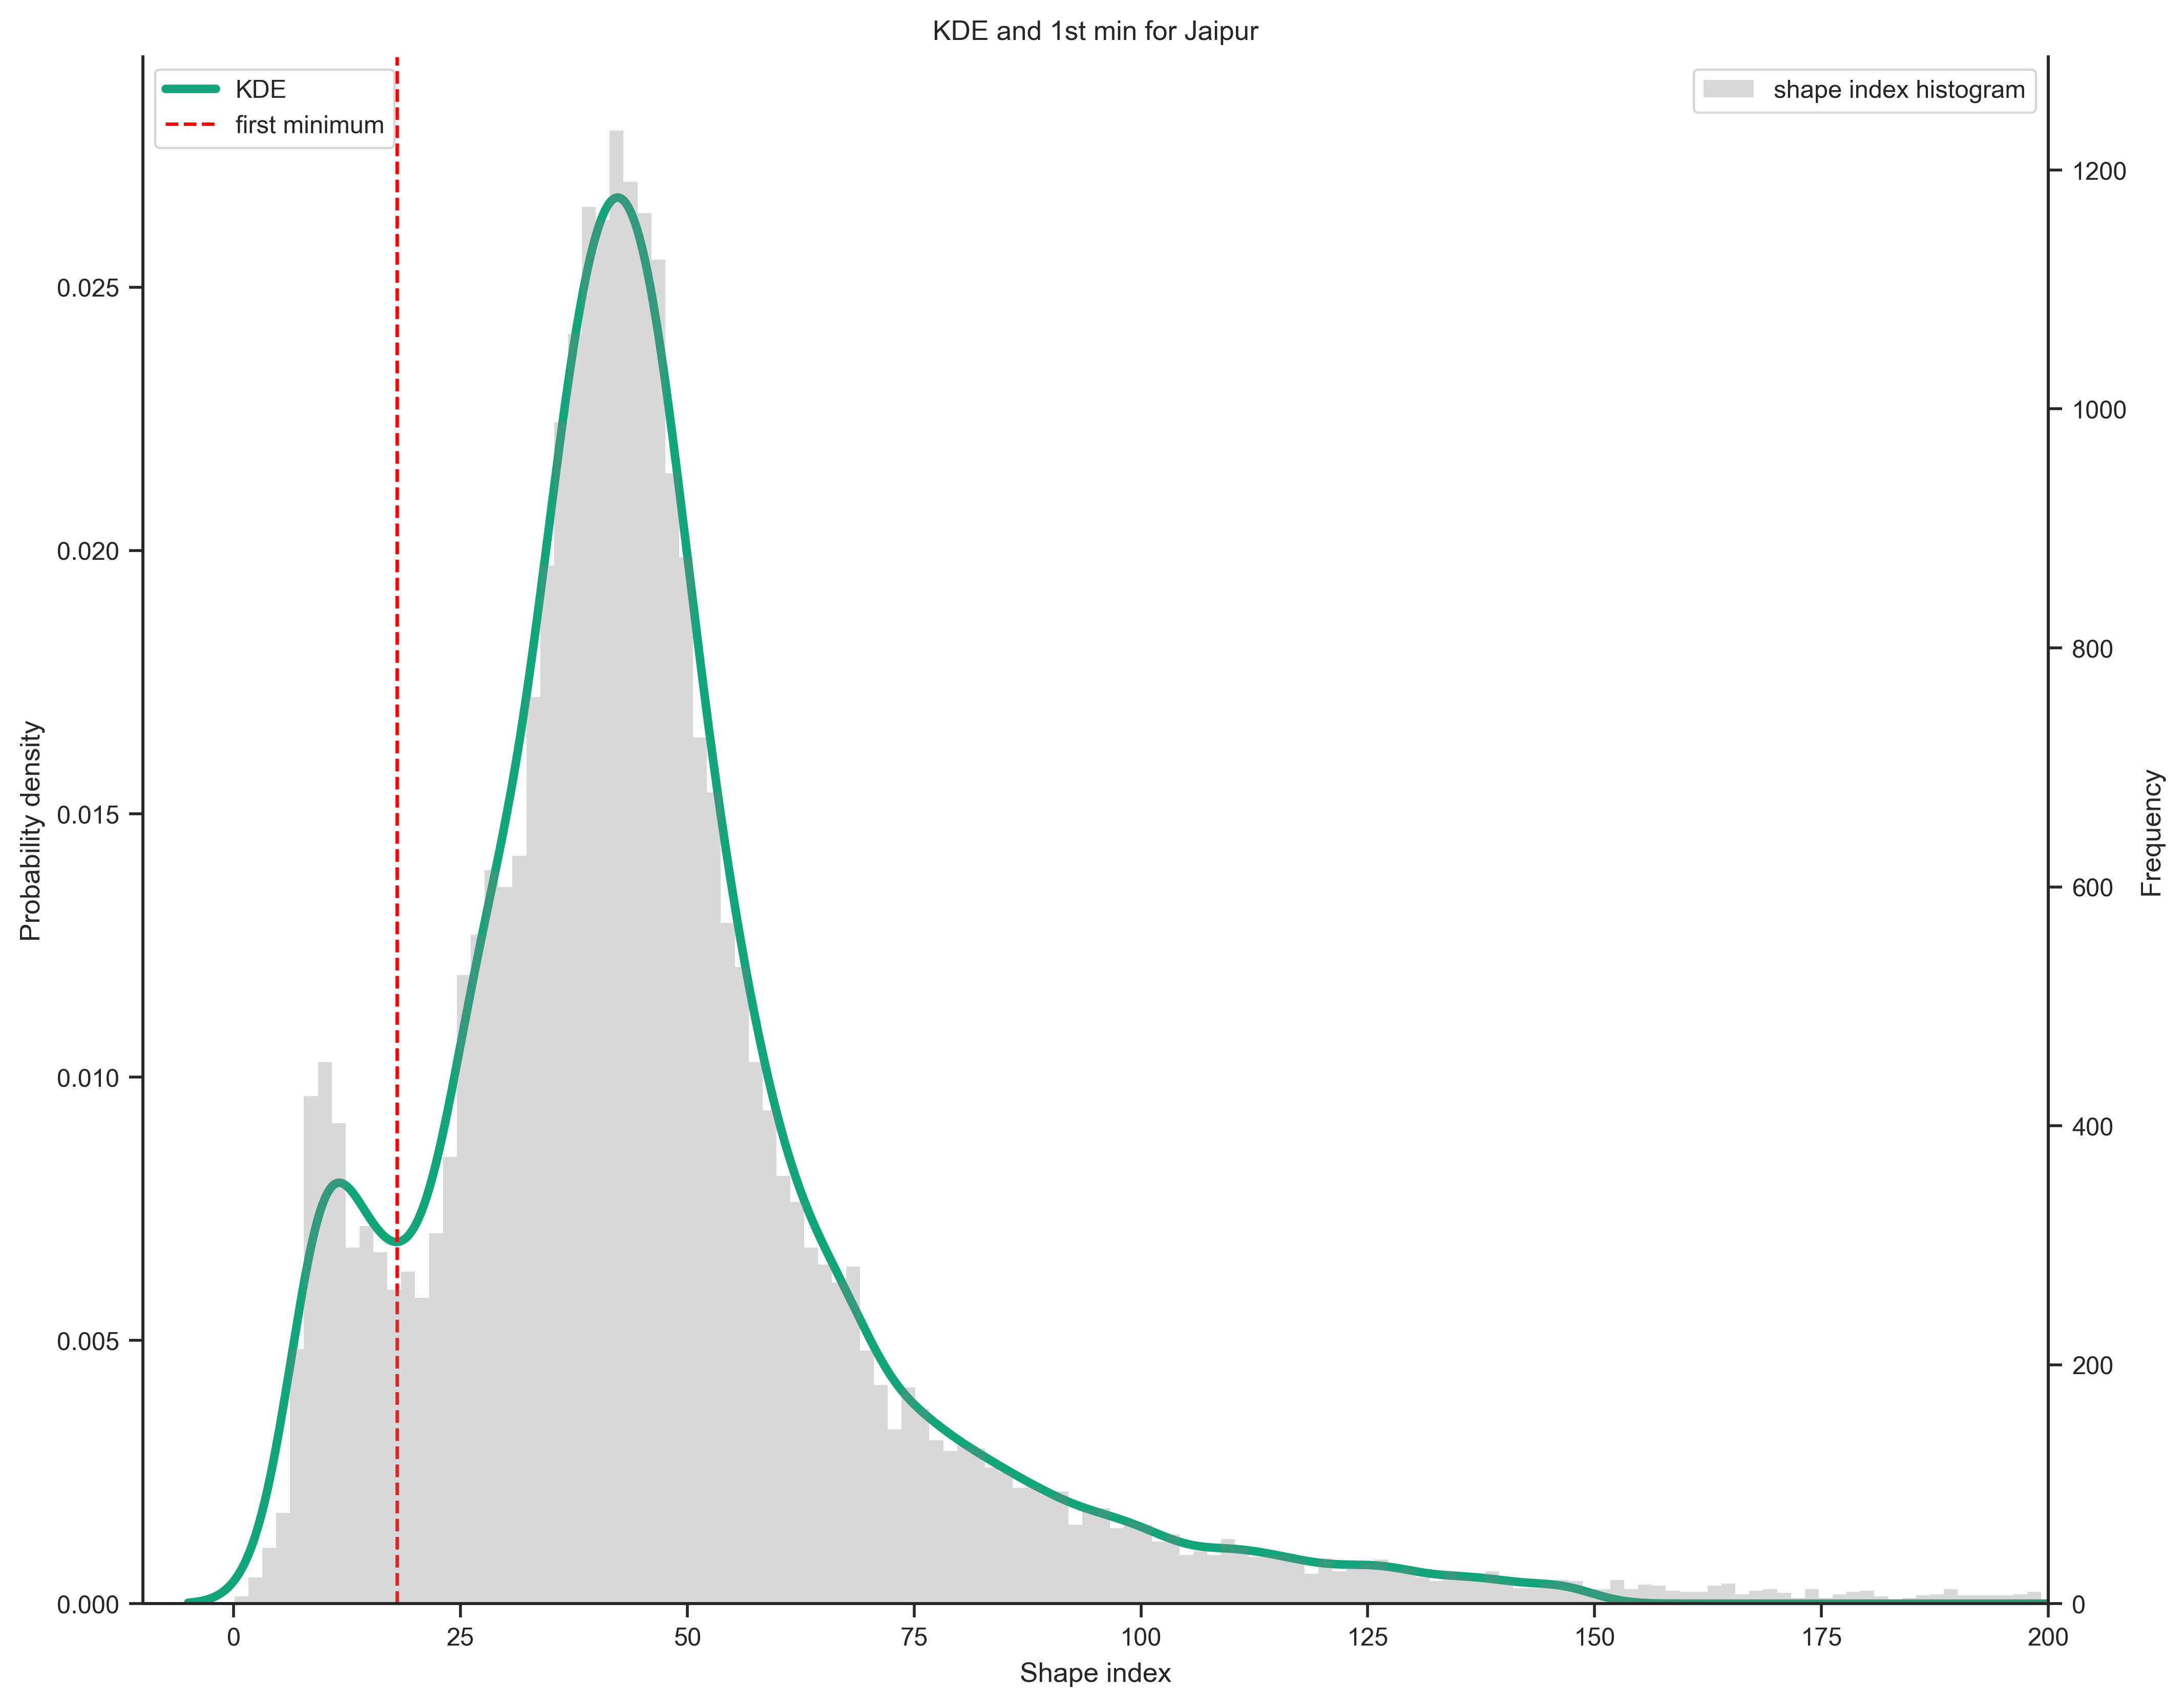 KDE and 1st min for Jaipur
KDE
first minimum
shape index histogram
Probability density
0.025
0.020
0.015
0.010
0.005
0.000
1200
1000
800
600
400
200
0
Frequency
0 25 50 75 100 125 150 175 200
Shape index